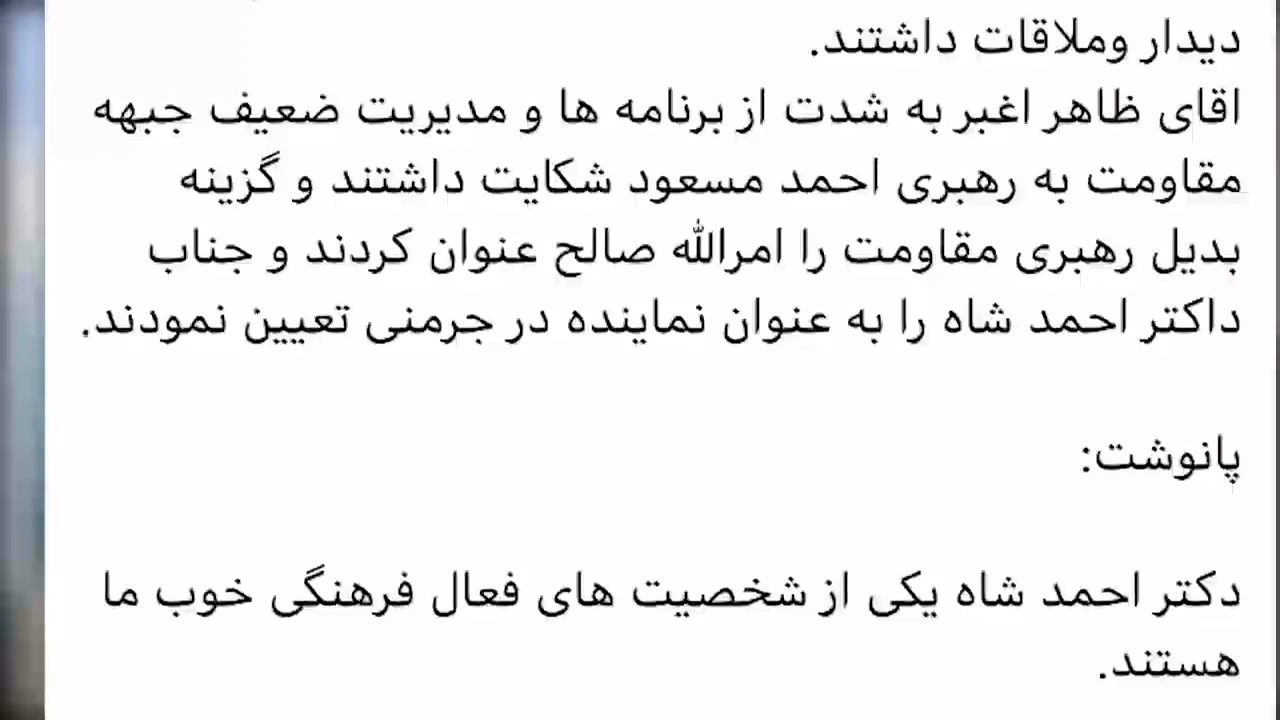 دیدار وملاقات داشتند.
اقای ظاهر اغبر به شدت از برنامه ها و مدیریت ضعیف جبهه
مقاومت به رهبری احمد مسعود شکایت داشتند و گزینه
بدیل رهبری مقاومت را امرالله صالح عنوان کردند و جناب
داکتر احمد شاه را به عنوان نماینده در جرمنی تعیین نمودند.
پانوشت:
دکتر احمد شاه یکی از شخصیت های فعال فرهنگی خوب ما
هستند.